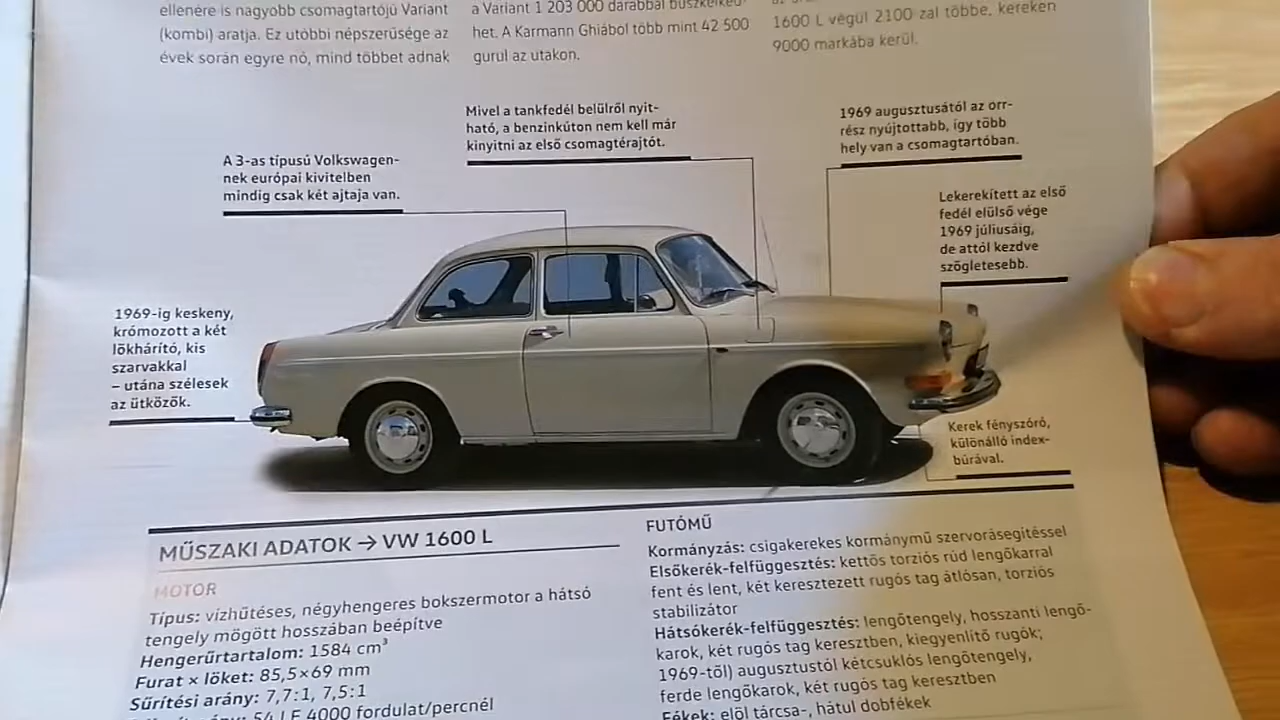 ellenére is nagyobb csomagtartójú Variant
(kombi) aratja. Ez utóbbi népszerűsége az
évek során egyre nő, mind többet adnak
a Variant 1 203 000 darabbal
het. A Karmann Ghiából több mint 42 500
gurul az utakon.
1600 L végül 2100 zal többe, kereken
9000 markába kerül.
Mivel a tankfedél belülről nyit-
ható, a benzinkúton nem kell már
kinyitni az első csomagtérajtót.
1969 augusztusától az orr-
rész nyújtottabb, így több
hely van a csomagtartóban.
A 3-as típusú Volkswagen-
nek európai kivitelben
mindig csak két ajtaja van.
Lekerekített az első
fedél elülső vége
1969 júliusáig,
de attól kezdve
szögletesebb.
1969-ig keskeny,
krómozott a két
lökhárító, kis
szarvakkal
– utána szélesek
az ütközők.
Kerek fényszóró,
különálló index-
búrával.
MŰSZAKI ADATOK → VW 1600 L
MOTOR
Típus: vízhűtéses, négyhengeres bokszermotor a hátsó
tengely mögött hosszában beépítve
Hengerűrtartalom: 1584 cm³
Furat × löket: 85,5×69 mm
Sűrítési arány: 7,7:1, 7,5:1
54 LE 4000 fordulat/percnél
FUTÓMŰ
Kormányzás: csigakerekes kormánymű szervorásegítéssel
Elsőkerék-felfüggesztés: kettős torziós rúd lengőkarral
fent és lent, két keresztezett rugós tag átlósan, torziós
stabilizátor
Hátsókerék-felfüggesztés: lengőtengely, hosszanti lengő-
karok, két rugós tag keresztben, kiegyenlítő rugók;
1969-től) augusztustól kétcsuklós lengőtengely,
ferde lengőkarok, két rugós tag keresztben
Fékek: elöl tárcsa-, hátul dobfékek